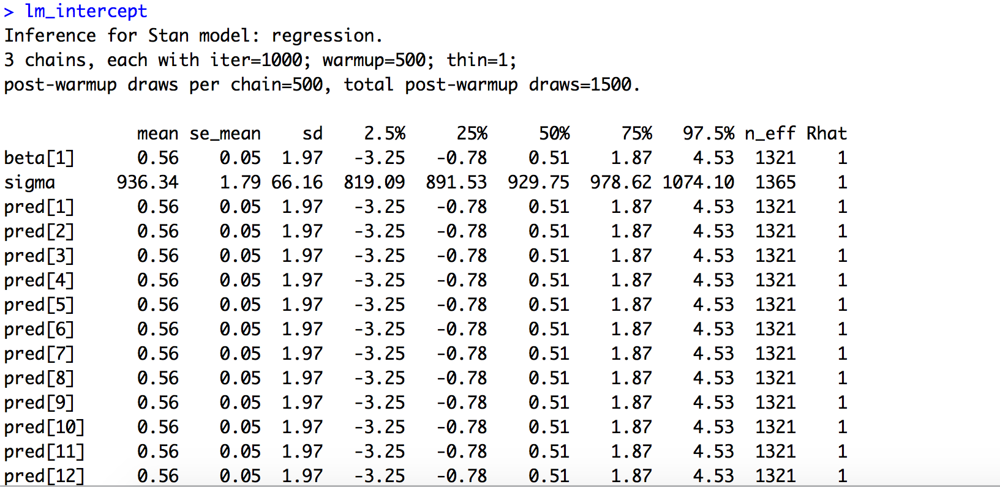 > lm_intercept
Inference for Stan model: regression.
3 chains, each with iter=1000; warmup=500; thin=1;
post-warmup draws per chain=500, total post-warmup draws=1500.
mean se_mean sd 2.5% 25% 50% 75% 97.5% n_eff Rhat
beta[1] 0.56 0.05 1.97 -3.25 -0.78 0.51 1.87 4.53 1321 1
sigma 936.34 1.79 66.16 819.09 891.53 929.75 978.62 1074.10 1365 1
pred[1] 0.56 0.05 1.97 -3.25 -0.78 0.51 1.87 4.53 1321 1
pred[2] 0.56 0.05 1.97 -3.25 -0.78 0.51 1.87 4.53 1321 1
pred[3] 0.56 0.05 1.97 -3.25 -0.78 0.51 1.87 4.53 1321 1
pred[4] 0.56 0.05 1.97 -3.25 -0.78 0.51 1.87 4.53 1321 1
pred[5] 0.56 0.05 1.97 -3.25 -0.78 0.51 1.87 4.53 1321 1
pred[6] 0.56 0.05 1.97 -3.25 -0.78 0.51 1.87 4.53 1321 1
pred[7] 0.56 0.05 1.97 -3.25 -0.78 0.51 1.87 4.53 1321 1
pred[8] 0.56 0.05 1.97 -3.25 -0.78 0.51 1.87 4.53 1321 1
pred[9] 0.56 0.05 1.97 -3.25 -0.78 0.51 1.87 4.53 1321 1
pred[10] 0.56 0.05 1.97 -3.25 -0.78 0.51 1.87 4.53 1321 1
pred[11] 0.56 0.05 1.97 -3.25 -0.78 0.51 1.87 4.53 1321 1
pred[12] 0.56 0.05 1.97 -3.25 -0.78 0.51 1.87 4.53 1321 1